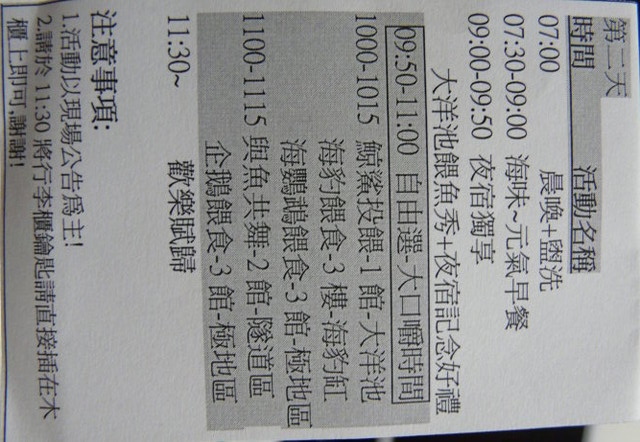 第二天
時間 活動名稱
07:00 晨喚+盥洗
07:30-09:00 海味~元氣早餐
09:00-09:50 夜宿獨享
大洋池餵魚秀+夜宿記念好禮
09:50-11:00 自由選-大口嚼時間
1000-1015 鯨鯊投餵-1 館-大洋池
海豹餵食-3 樓-海豹缸
海鸚鵡餵食-3 館-極地區
1100-1115 與魚共舞-2 館-隧道區
企鵝餵食-3 館-極地區
11:30~ 歡樂賦歸
注意事項:
1.活動以現場公告為主!
2.請於 11:30 將行李櫃鑰匙請直接插在木
櫃上即可,謝謝!